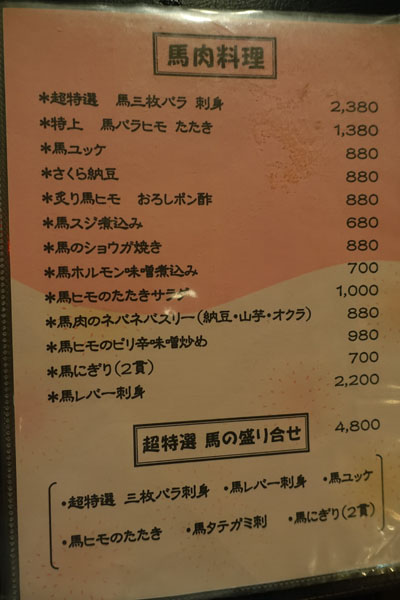 馬肉料理
*超特選 馬三枚バラ 刺身 2,380
*特上 馬バラヒモ たたき 1,380
*馬ユッケ 880
*さくら納豆 880
*炙り馬ヒモ おろしポン酢 880
*馬スジ煮込み 680
*馬のショウガ焼き 880
*馬ホルモン味噌煮込み 700
*馬ヒモのたたきサラダ 1,000
*馬肉のネバネバスリー(納豆・山芋・オクラ) 880
*馬ヒモのピリ辛味噌炒め 980
*馬にぎり(2貫) 700
*馬レバー刺身 2,200
超特選 馬の盛り合せ 4,800
・超特選 三枚バラ刺身 ・馬レバー刺身 ・馬ユッケ
・馬ヒモのたたき ・馬タテガミ刺 ・馬にぎり(2貫)